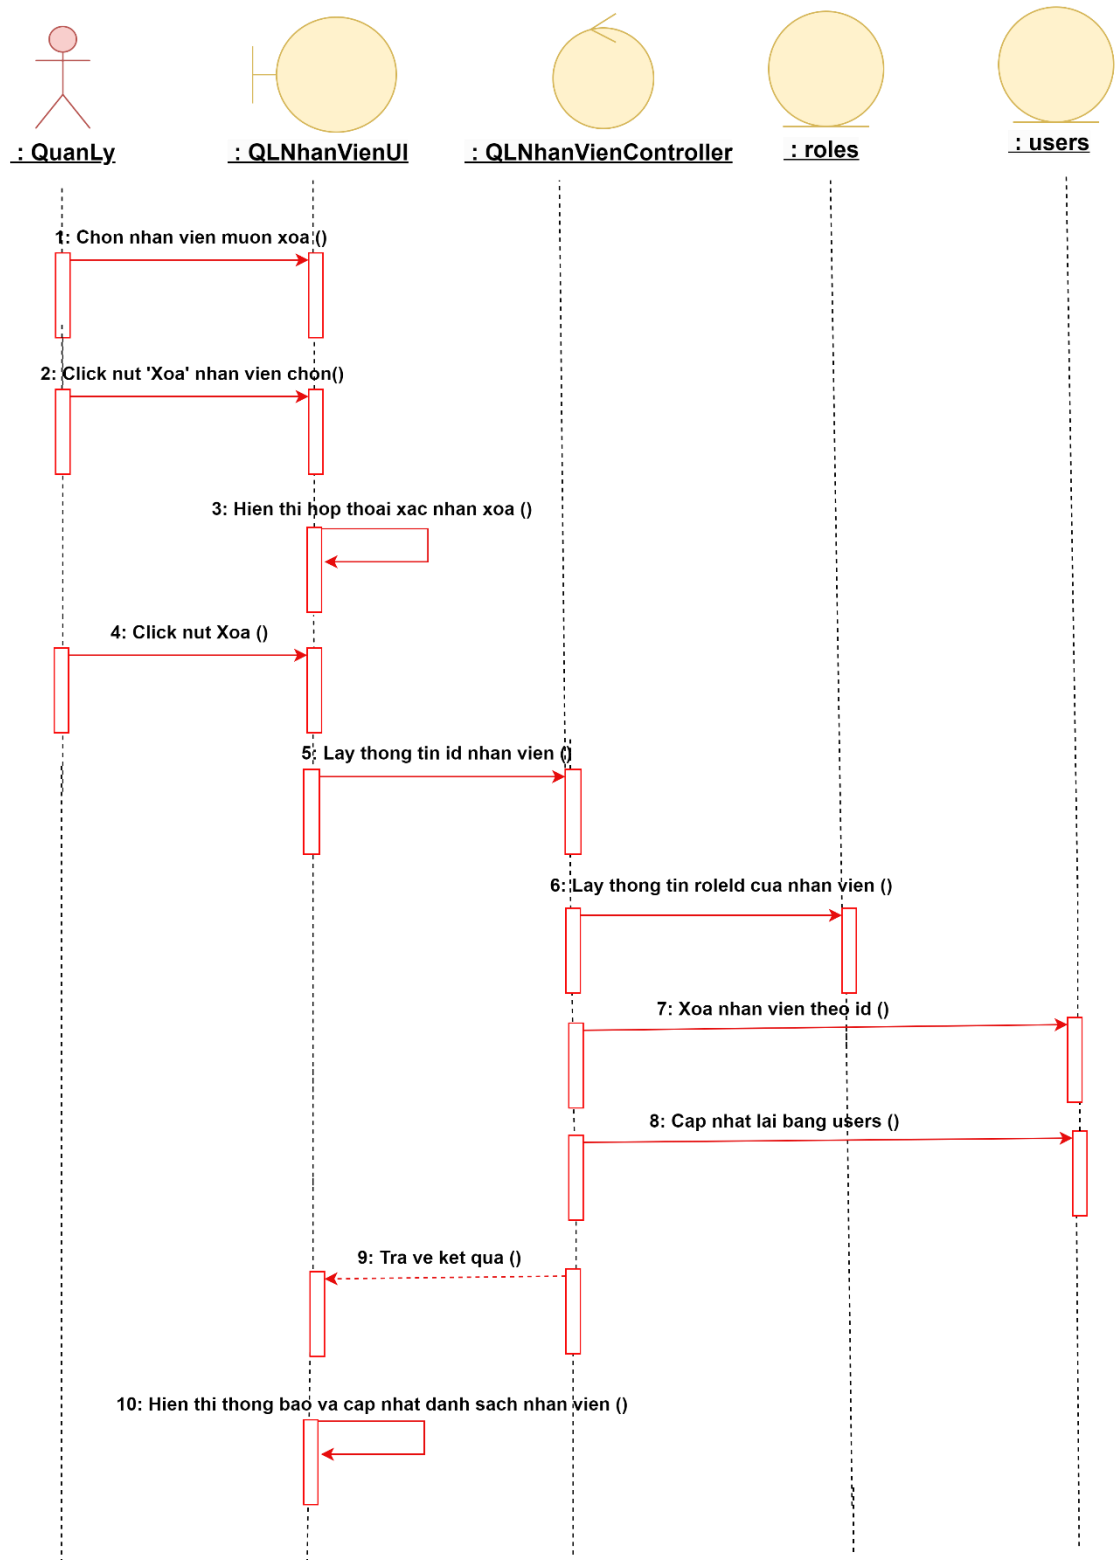 : QuanLy
: QLNhanVienUI
: QLNhanVienController
: roles
: users
1: Chon nhan vien muon xoa ()
2: Click nut 'Xoa' nhan vien chon()
3: Hien thi hop thoai xac nhan xoa ()
4: Click nut Xoa ()
5: Lay thong tin id nhan vien ()
6: Lay thong tin roleId cua nhan vien ()
7: Xoa nhan vien theo id ()
8: Cap nhat lai bang users ()
9: Tra ve ket qua ()
10: Hien thi thong bao va cap nhat danh sach nhan vien ()